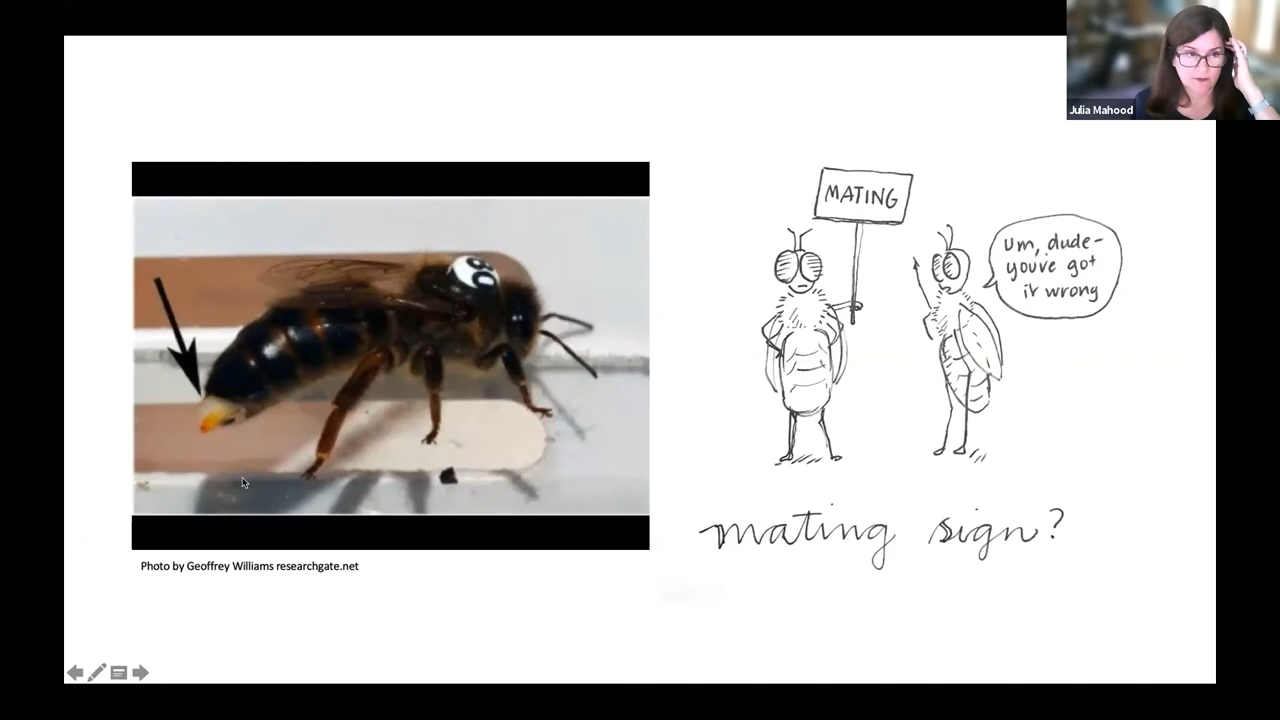 Julia Mahood
MATING
Um, dude-
you've got
it wrong
mating sign?
Photo by Geoffrey Williams researchgate.net